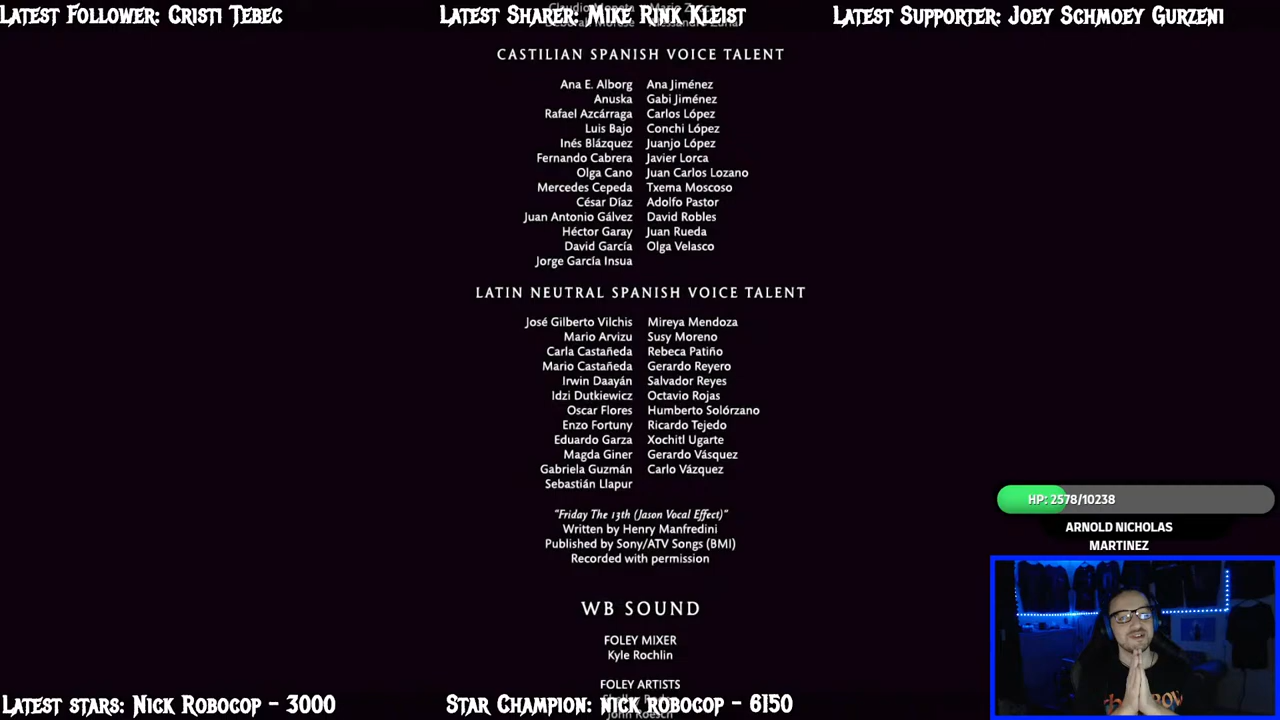 Latest Follower: Cristi Tebec
Latest Sharer: Mike Rink Kleist
Latest Supporter: Joey Schmoey Gurzeni
CASTILIAN SPANISH VOICE TALENT
Ana E. Alborg Ana Jiménez
Anuska Gabi Jiménez
Rafael Azcárraga Carlos López
Luis Bajo Conchi López
Inés Blázquez Juanjo López
Fernando Cabrera Javier Lorca
Olga Cano Juan Carlos Lozano
Mercedes Cepeda Txema Moscoso
César Díaz Adolfo Pastor
Juan Antonio Gálvez David Robles
Héctor Garay Juan Rueda
David García Olga Velasco
Jorge García Insua
LATIN NEUTRAL SPANISH VOICE TALENT
José Gilberto Vilchis Mireya Mendoza
Mario Arvizu Susy Moreno
Carla Castañeda Rebeca Patiño
Mario Castañeda Gerardo Reyero
Irwin Daayán Salvador Reyes
Idzi Dutkiewicz Octavio Rojas
Oscar Flores Humberto Solórzano
Enzo Fortuny Ricardo Tejedo
Eduardo Garza Xochitl Ugarte
Magda Giner Gerardo Vásquez
Gabriela Guzmán Carlo Vázquez
Sebastián Llapur
"Friday The 13th (Jason Vocal Effect)"
Written by Henry Manfredini
Published by Sony/ATV Songs (BMI)
Recorded with permission
WB SOUND
FOLEY MIXER
Kyle Rochlin
FOLEY ARTISTS
John Roesch
HP: 2578/10238
ARNOLD NICHOLAS
MARTINEZ
Latest stars: Nick Robocop - 3000
Star Champion: nick robocop - 6150